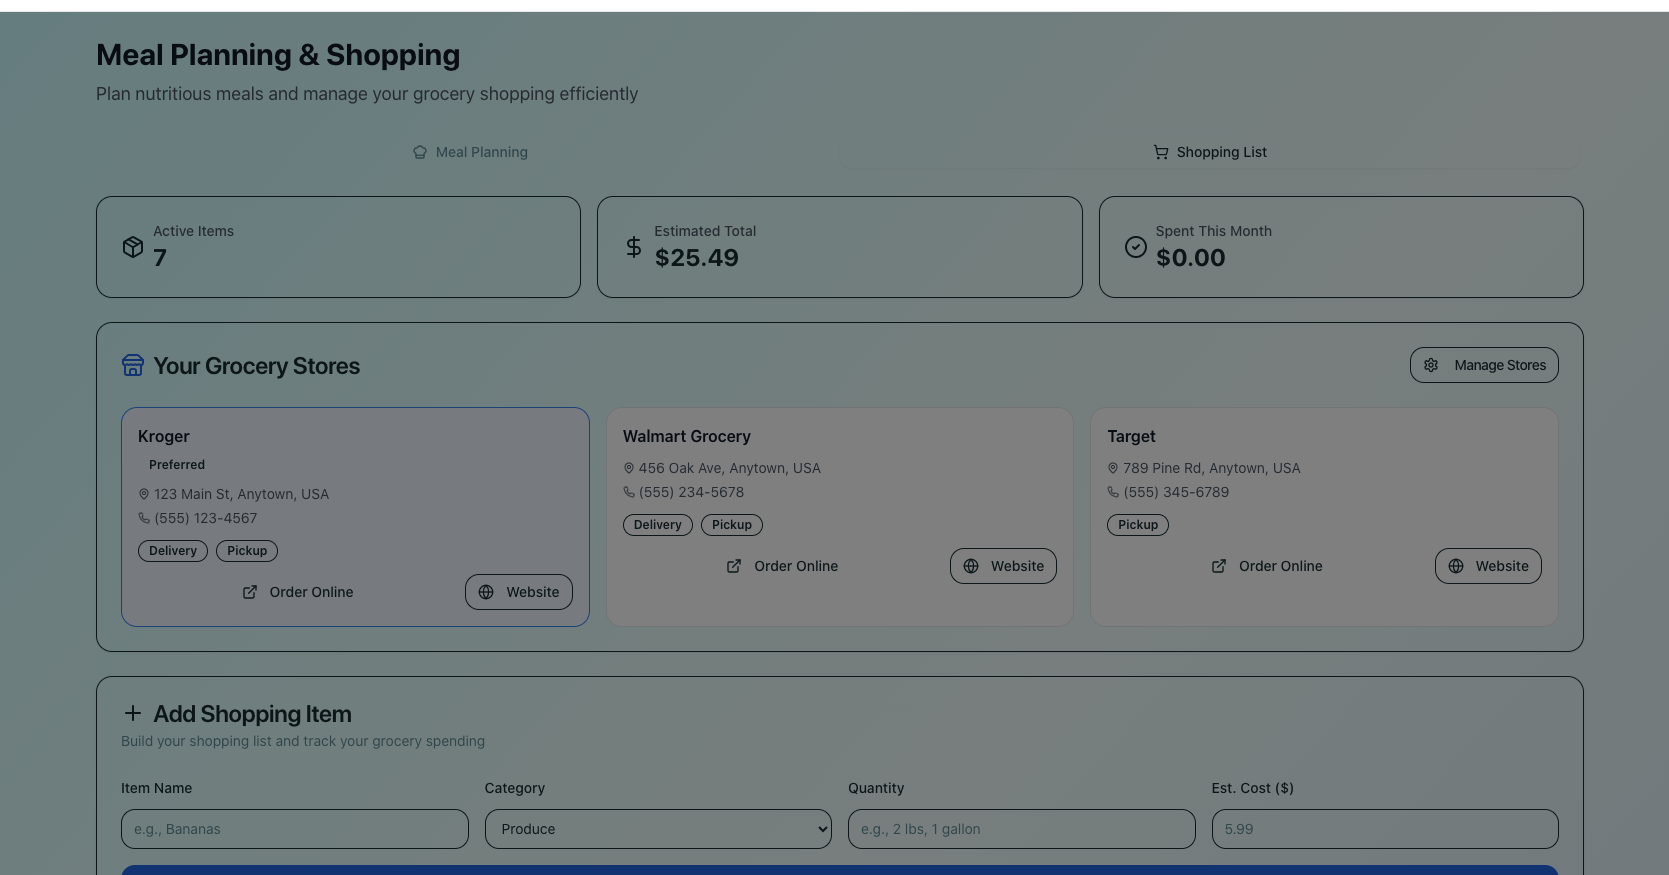 Meal Planning & Shopping
Plan nutritious meals and manage your grocery shopping efficiently
Meal Planning
Shopping List
Active Items
7
Estimated Total
$25.49
Spent This Month
$0.00
Your Grocery Stores
Manage Stores
Kroger
Preferred
123 Main St, Anytown, USA
(555) 123-4567
Delivery Pickup
Order Online Website
Walmart Grocery
456 Oak Ave, Anytown, USA
(555) 234-5678
Delivery Pickup
Order Online Website
Target
789 Pine Rd, Anytown, USA
(555) 345-6789
Pickup
Order Online Website
Add Shopping Item
Build your shopping list and track your grocery spending
Item Name
e.g., Bananas
Category
Produce
Quantity
e.g., 2 lbs, 1 gallon
Est. Cost ($)
5.99